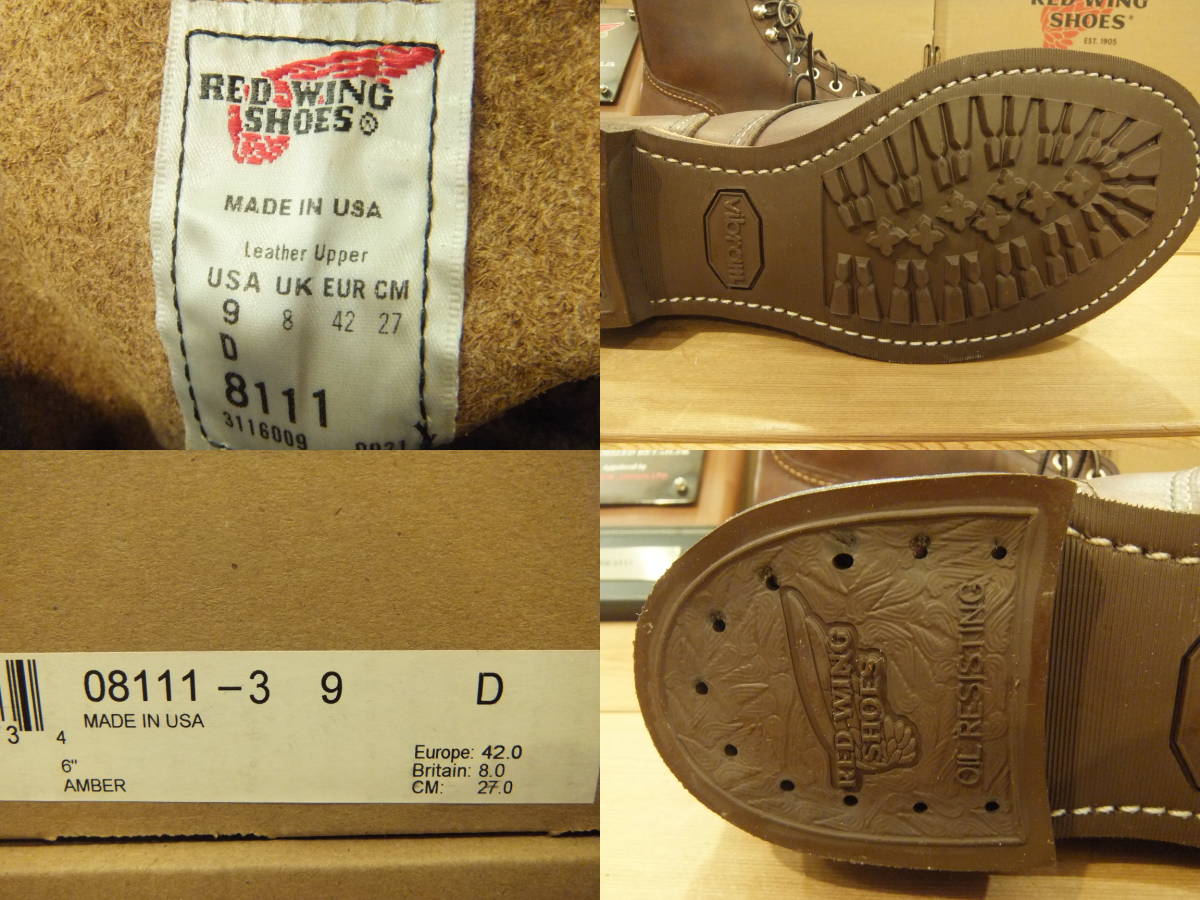 RED WING
SHOES®
MADE IN USA
Leather Upper
USA UK EUR CM
9 8 42 27
D
8111
3116009
RED WING
SHOES®
EST. 1905
vibram
08111 -3 9 D
MADE IN USA
3 4
6"
AMBER
Europe: 42.0
Britain: 8.0
CM: 27.0
RED WING
SHOES
OIL RESISTING